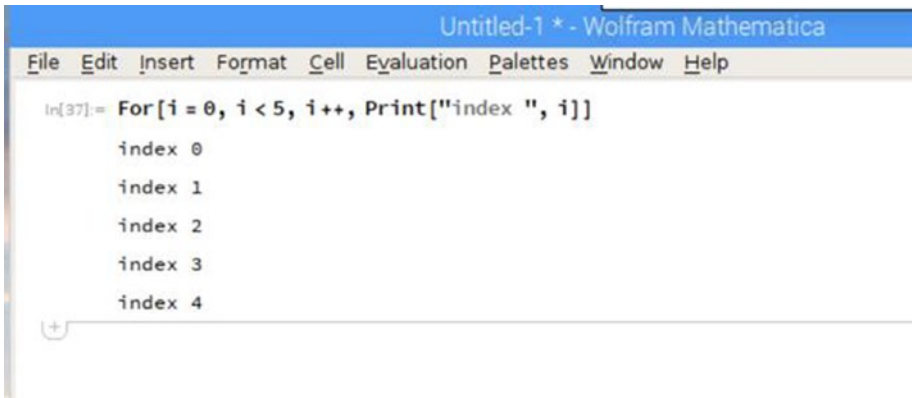 Untitled-1 * - Wolfram Mathematica
File Edit Insert Format Cell Evaluation Palettes Window Help
In[37]:= For[i = 0, i < 5, i++, Print["index ", i]]
index 0
index 1
index 2
index 3
index 4
+